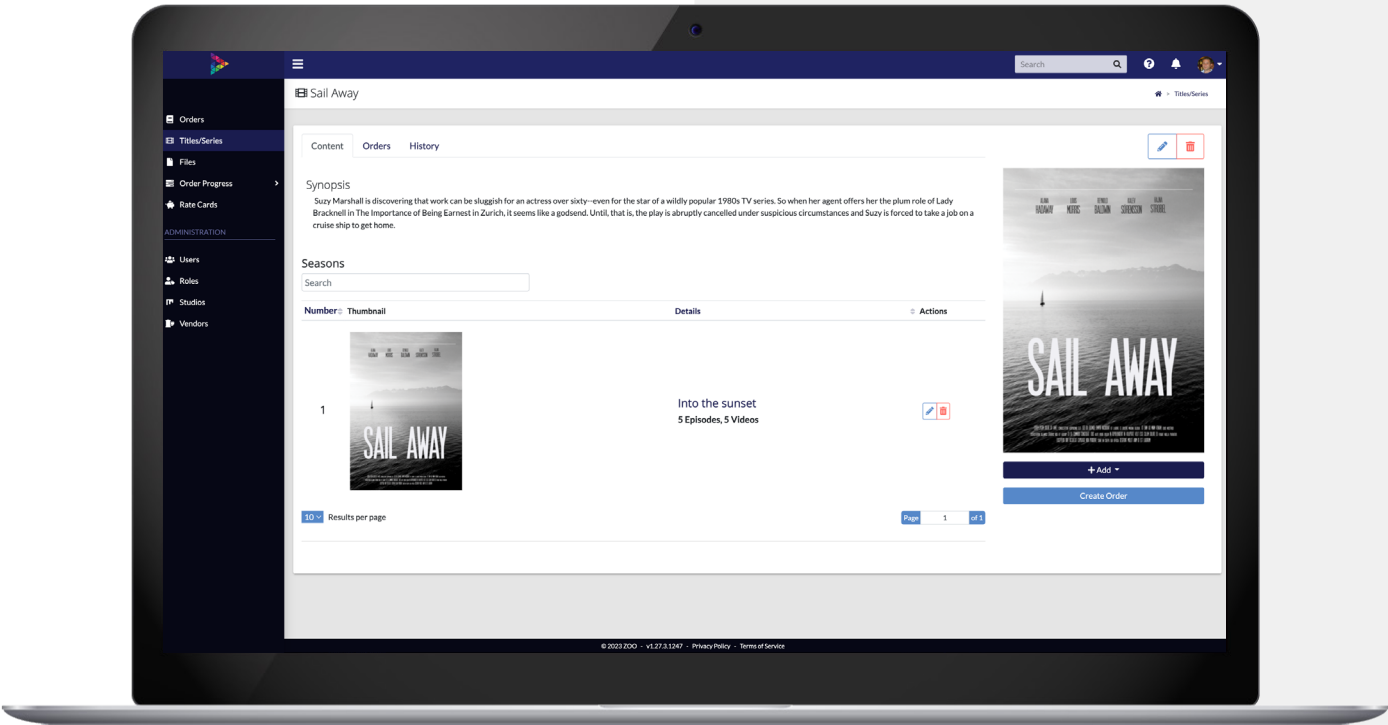 Search
Sail Away
> Titles/Series
Orders
Titles/Series
Files
Order Progress
Rate Cards
ADMINISTRATION
Users
Roles
Studios
Vendors
Content Orders History
Synopsis
Suzy Marshall is discovering that work can be sluggish for an actress over sixty--even for the star of a wildly popular 1980s TV series. So when her agent offers her the plum role of Lady
Bracknell in The Importance of Being Earnest in Zurich, it seems like a godsend. Until, that is, the play is abruptly cancelled under suspicious circumstances and Suzy is forced to take a job on a
cruise ship to get home.
Seasons
Search
Number Thumbnail Details Actions
1
SAIL AWAY
Into the sunset
5 Episodes, 5 Videos
10 Results per page
Page 1 of 1
MORRIS BALDWIN SORENSSON STROBEL
SAIL AWAY
+ Add
Create Order
© 2023 ZOO - v1.27.3.1247 - Privacy Policy - Terms of Service